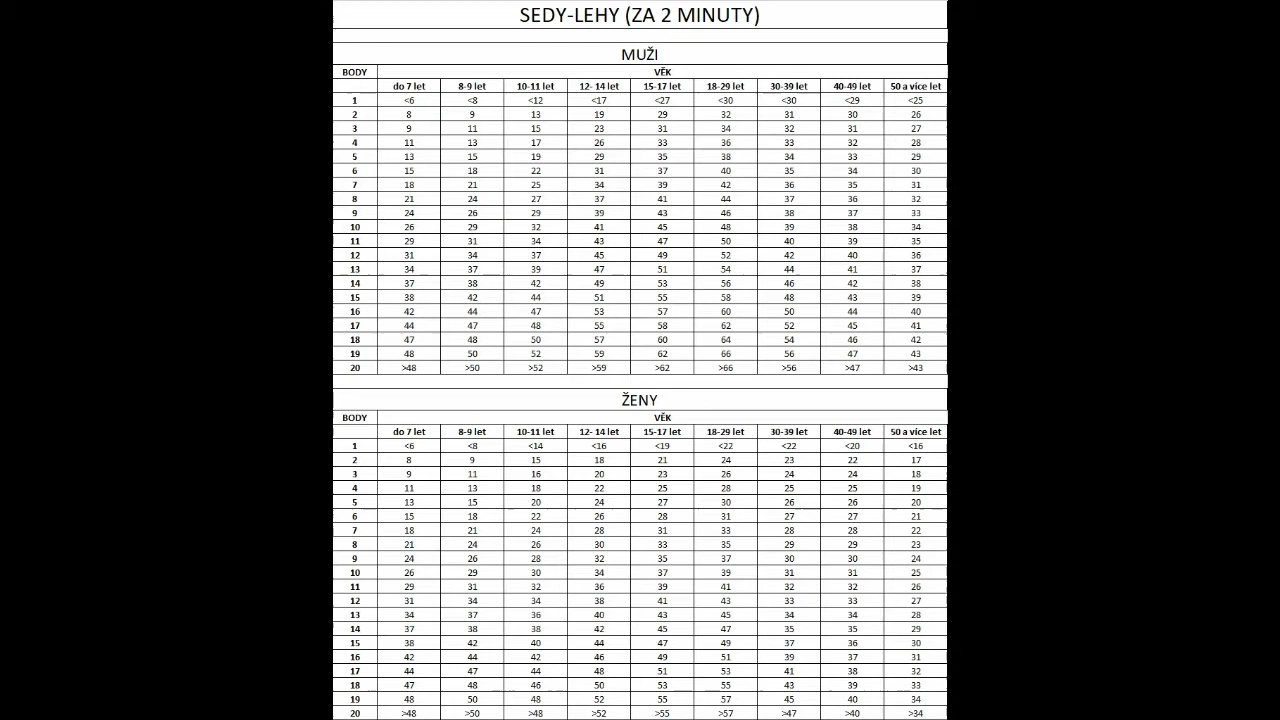 SEDY-LEHY (ZA 2 MINUTY)
MUŽI
BODY VĚK
do 7 let 8-9 let 10-11 let 12- 14 let 15-17 let 18-29 let 30-39 let 40-49 let 50 a více let
1 <6 <8 <12 <17 <27 <30 <30 <29 <25
2 8 9 13 19 29 32 31 30 26
3 9 11 15 23 31 34 32 31 27
4 11 13 17 26 33 36 33 32 28
5 13 15 19 29 35 38 34 33 29
6 15 18 22 31 37 40 35 34 30
7 18 21 25 34 39 42 36 35 31
8 21 24 27 37 41 44 37 36 32
9 24 26 29 39 43 46 38 37 33
10 26 29 32 41 45 48 39 38 34
11 29 31 34 43 47 50 40 39 35
12 31 34 37 45 49 52 42 40 36
13 34 37 39 47 51 54 44 41 37
14 37 38 42 49 53 56 46 42 38
15 38 42 44 51 55 58 48 43 39
16 42 44 47 53 57 60 50 44 40
17 44 47 48 55 58 62 52 45 41
18 47 48 50 57 60 64 54 46 42
19 48 50 52 59 62 66 56 47 43
20 >48 >50 >52 >59 >62 >66 >56 >47 >43
ŽENY
BODY VĚK
do 7 let 8-9 let 10-11 let 12- 14 let 15-17 let 18-29 let 30-39 let 40-49 let 50 a více let
1 <6 <8 <14 <16 <19 <22 <22 <20 <16
2 8 9 15 18 21 24 23 22 17
3 9 11 16 20 23 26 24 24 18
4 11 13 18 22 25 28 25 25 19
5 13 15 20 24 27 30 26 26 20
6 15 18 22 26 28 31 27 27 21
7 18 21 24 28 31 33 28 28 22
8 21 24 26 30 33 35 29 29 23
9 24 26 28 32 35 37 30 30 24
10 26 29 30 34 37 39 31 31 25
11 29 31 32 36 39 41 32 32 26
12 31 34 34 38 41 43 33 33 27
13 34 37 36 40 43 45 34 34 28
14 37 38 38 42 45 47 35 35 29
15 38 42 40 44 47 49 37 36 30
16 42 44 42 46 49 51 39 37 31
17 44 47 44 48 51 53 41 38 32
18 47 48 46 50 53 55 43 39 33
19 48 50 48 52 55 57 45 40 34
20 >48 >50 >48 >52 >55 >57 >47 >40 >34